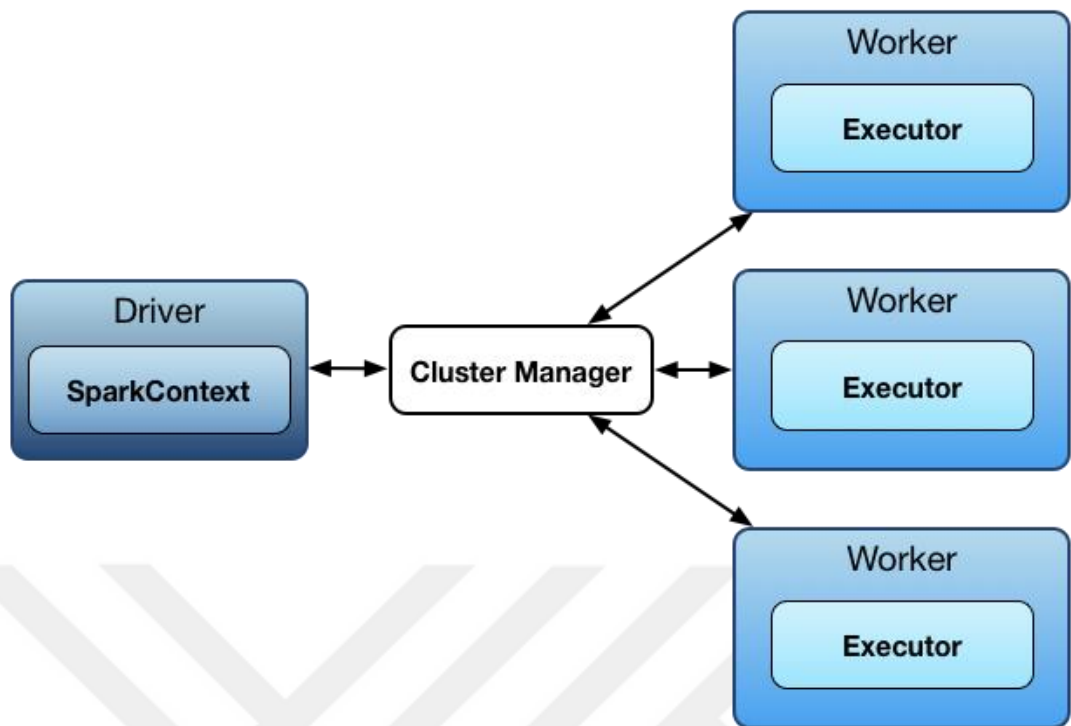 Driver
SparkContext
Cluster Manager
Worker
Executor
Worker
Executor
Worker
Executor